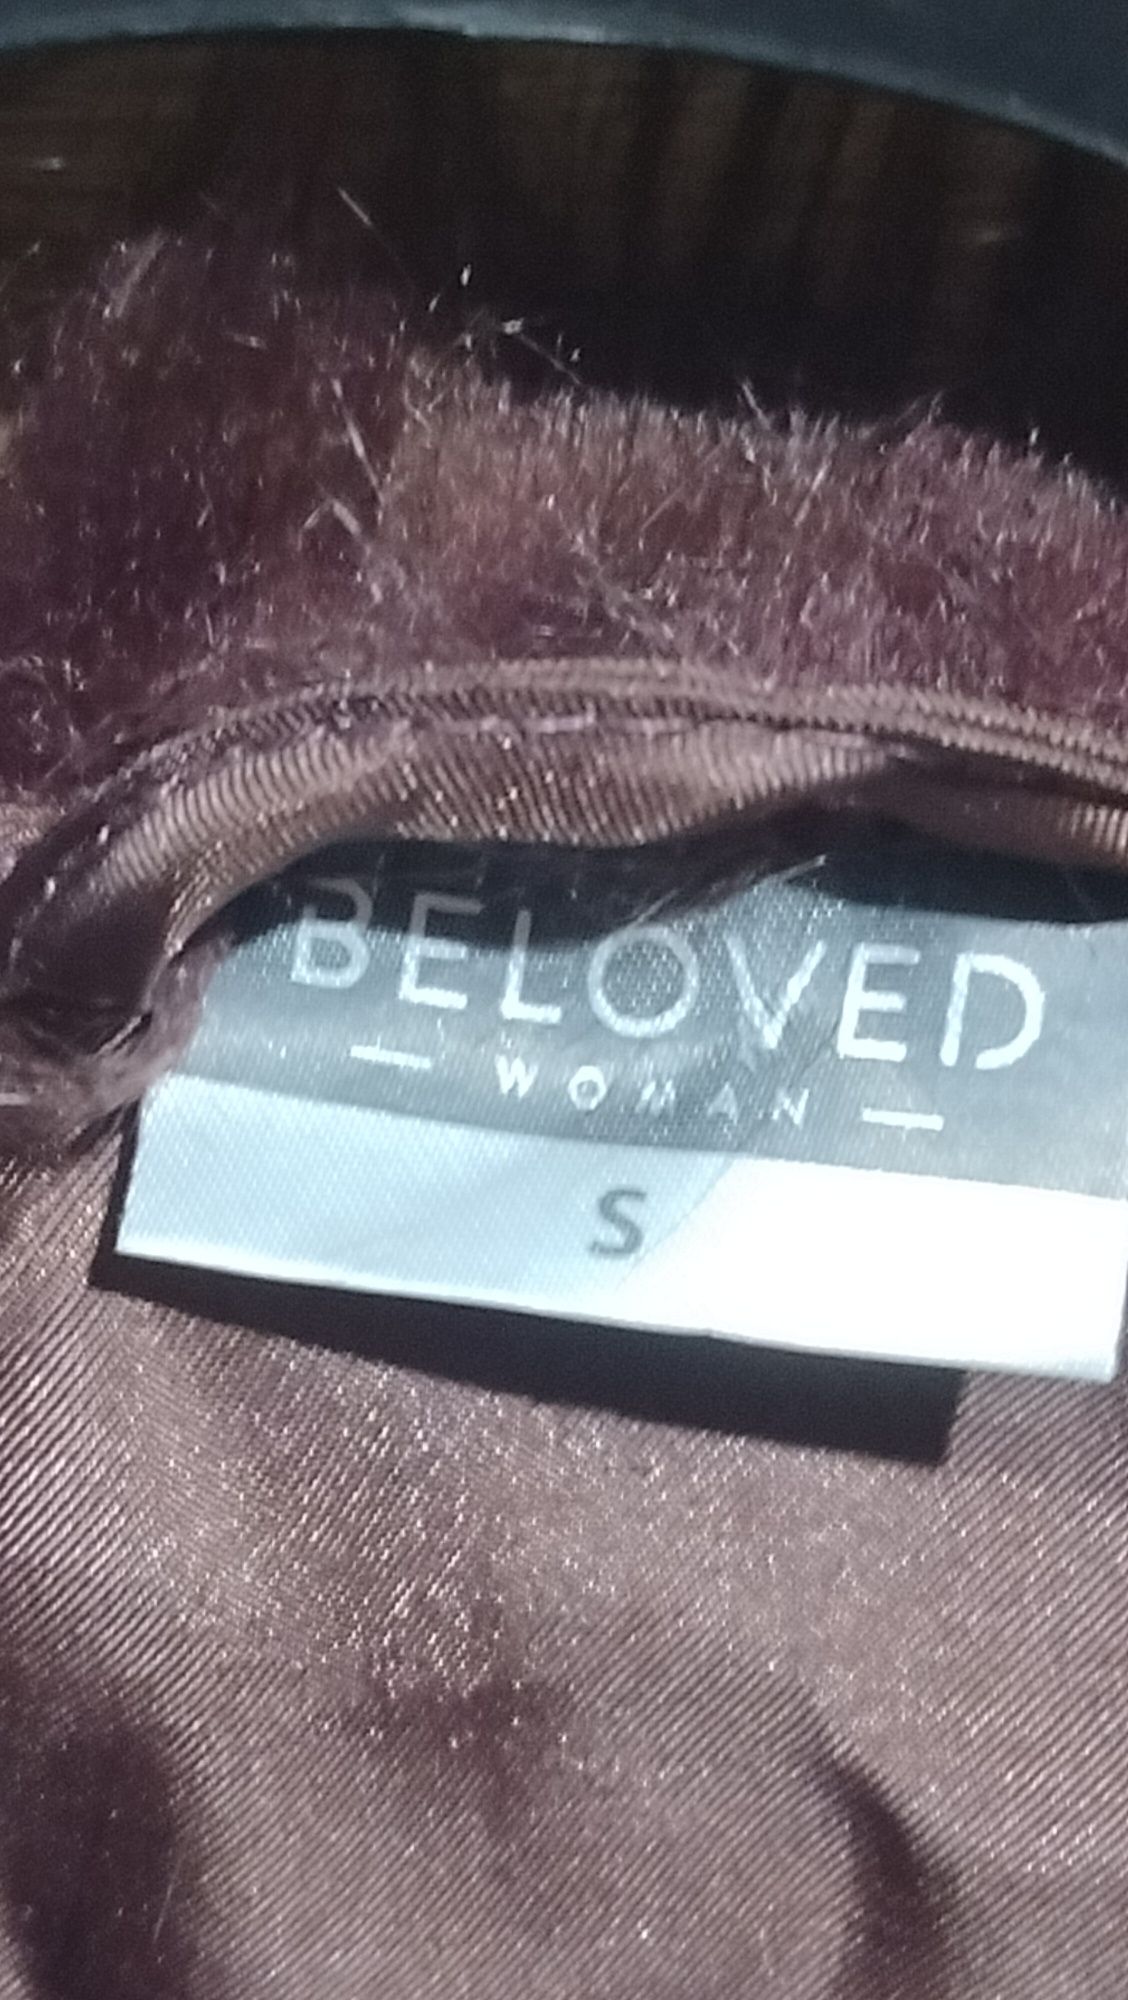 BELOVED
— WOMAN —
S